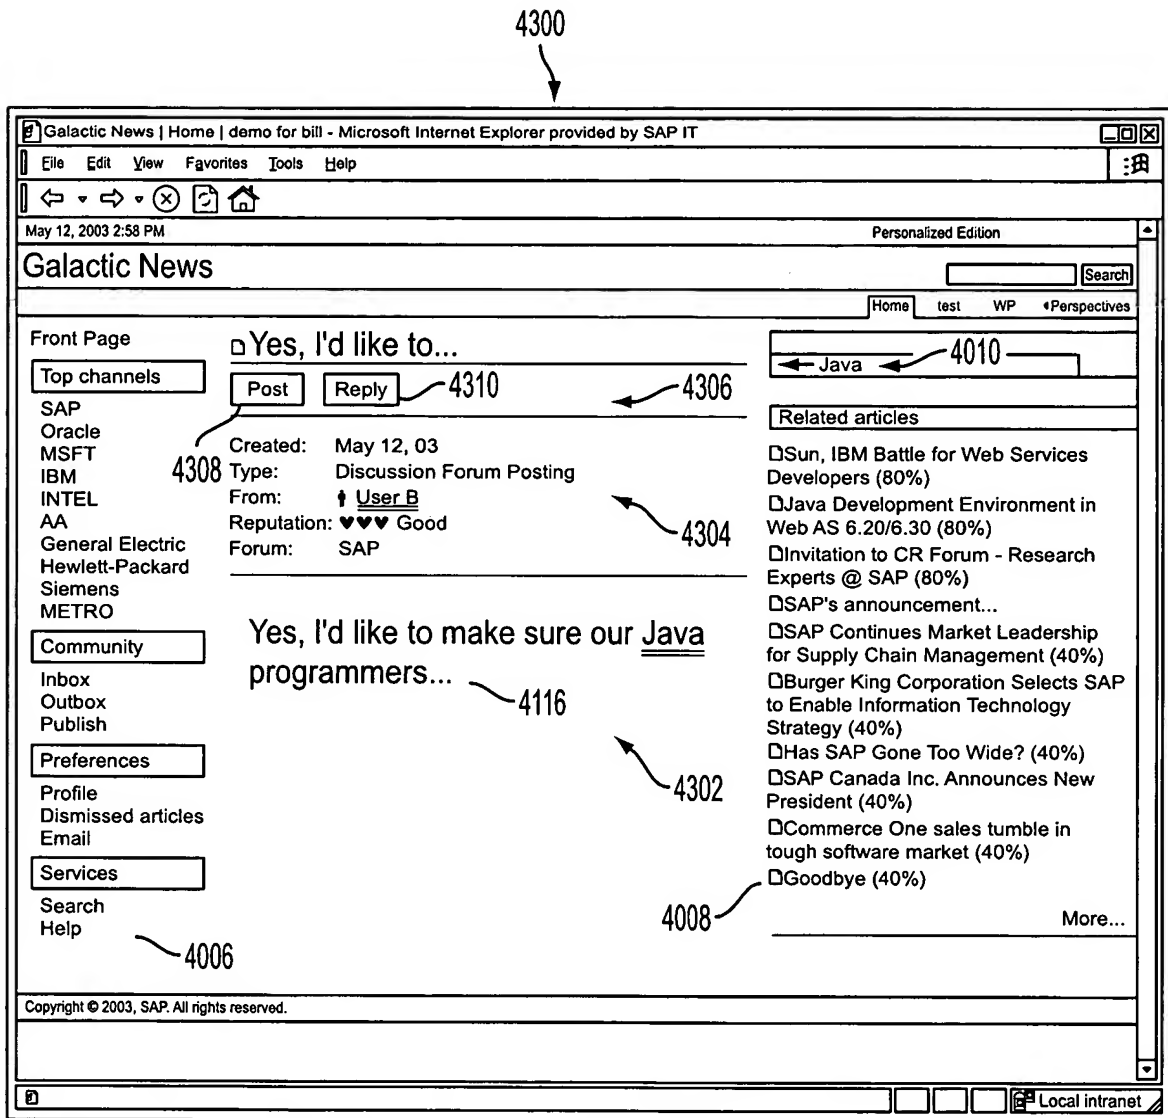 4300
Galactic News | Home | demo for bill - Microsoft Internet Explorer provided by SAP IT
File Edit View Favorites Tools Help
May 12, 2003 2:58 PM Personalized Edition
Galactic News Search
Home test WP Perspectives
Front Page
Top channels
SAP
Oracle
MSFT
IBM
INTEL
AA
General Electric
Hewlett-Packard
Siemens
METRO
Community
Inbox
Outbox
Publish
Preferences
Profile
Dismissed articles
Email
Services
Search
Help
4006
Yes, I'd like to...
Post Reply 4310 4306
4308
Created: May 12, 03
Type: Discussion Forum Posting
From: User B
Reputation: ♥♥♥ Good
Forum: SAP
4304
Yes, I'd like to make sure our Java
programmers...
4116
4302
Java 4010
Related articles
Sun, IBM Battle for Web Services
Developers (80%)
Java Development Environment in
Web AS 6.20/6.30 (80%)
Invitation to CR Forum - Research
Experts @ SAP (80%)
SAP's announcement...
SAP Continues Market Leadership
for Supply Chain Management (40%)
Burger King Corporation Selects SAP
to Enable Information Technology
Strategy (40%)
Has SAP Gone Too Wide? (40%)
SAP Canada Inc. Announces New
President (40%)
Commerce One sales tumble in
tough software market (40%)
Goodbye (40%)
4008
More...
Copyright © 2003, SAP. All rights reserved.
Local intranet